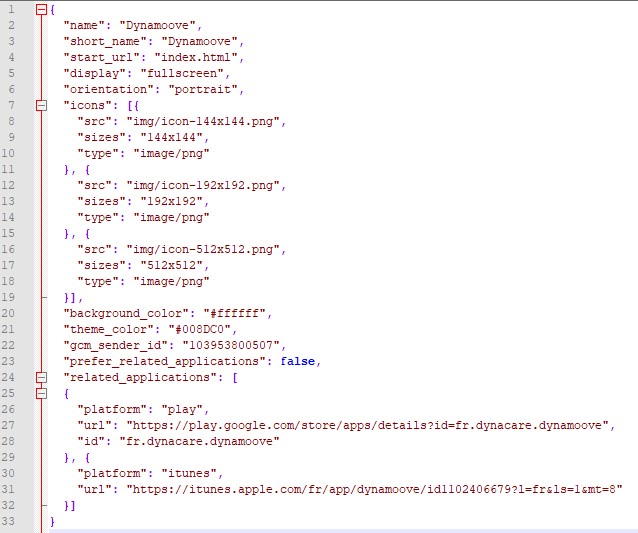 1 {
2 "name": "Dynamoove",
3 "short_name": "Dynamoove",
4 "start_url": "index.html",
5 "display": "fullscreen",
6 "orientation": "portrait",
7 "icons": [{
8 "src": "img/icon-144x144.png",
9 "sizes": "144x144",
10 "type": "image/png"
11 }, {
12 "src": "img/icon-192x192.png",
13 "sizes": "192x192",
14 "type": "image/png"
15 }, {
16 "src": "img/icon-512x512.png",
17 "sizes": "512x512",
18 "type": "image/png"
19 }],
20 "background_color": "#ffffff",
21 "theme_color": "#008DC0",
22 "gcm_sender_id": "103953800507",
23 "prefer_related_applications": false,
24 "related_applications": [
25 {
26 "platform": "play",
27 "url": "https://play.google.com/store/apps/details?id=fr.dynacare.dynamoove",
28 "id": "fr.dynacare.dynamoove"
29 }, {
30 "platform": "itunes",
31 "url": "https://itunes.apple.com/fr/app/dynamoove/id1102406679?l=fr&ls=1&mt=8"
32 }]
33 }